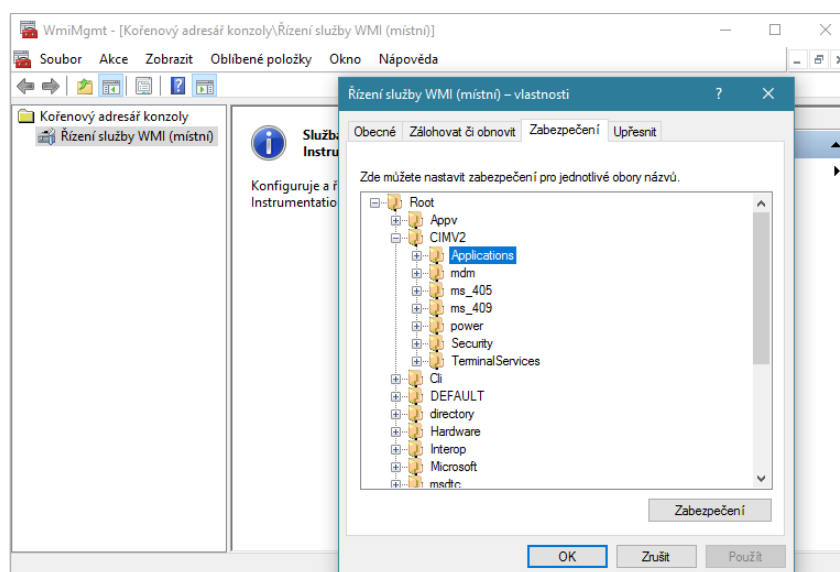 WmiMgmt - [Kořenový adresář konzoly\Řízení služby WMI (místní)]
Soubor Akce Zobrazit Oblíbené položky Okno Nápověda
Kořenový adresář konzoly
Řízení služby WMI (místní)
Služb
Instru
Konfiguruje a ř
Instrumentatio
Řízení služby WMI (místní) – vlastnosti
Obecné Zálohovat či obnovit Zabezpečení Upřesnit
Zde můžete nastavit zabezpečení pro jednotlivé obory názvů.
Root
Appv
CIMV2
Applications
mdm
ms_405
ms_409
power
Security
TerminalServices
Cli
DEFAULT
directory
Hardware
Interop
Microsoft
msdtc
Zabezpečení
OK Zrušit Použít